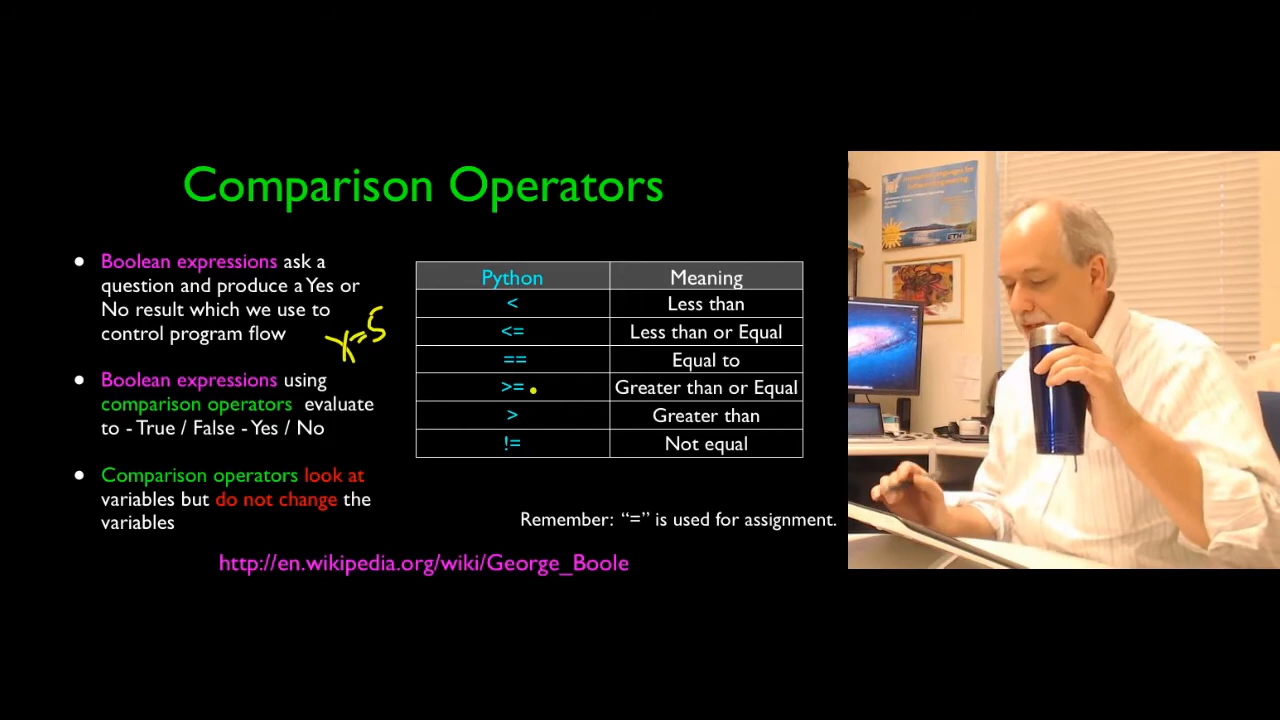 Comparison Operators
● Boolean expressions ask a
question and produce a Yes or
No result which we use to
control program flow
x=5
● Boolean expressions using
comparison operators evaluate
to - True / False - Yes / No
● Comparison operators look at
variables but do not change the
variables
Python Meaning
< Less than
<= Less than or Equal
== Equal to
>= Greater than or Equal
> Greater than
!= Not equal
Remember: “=” is used for assignment.
http://en.wikipedia.org/wiki/George_Boole